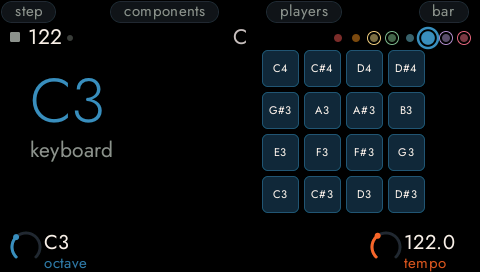 step components players bar
122 C
C3
keyboard
C4 C#4 D4 D#4
G#3 A3 A#3 B3
E3 F3 F#3 G3
C3 C#3 D3 D#3
C3
octave
122.0
tempo